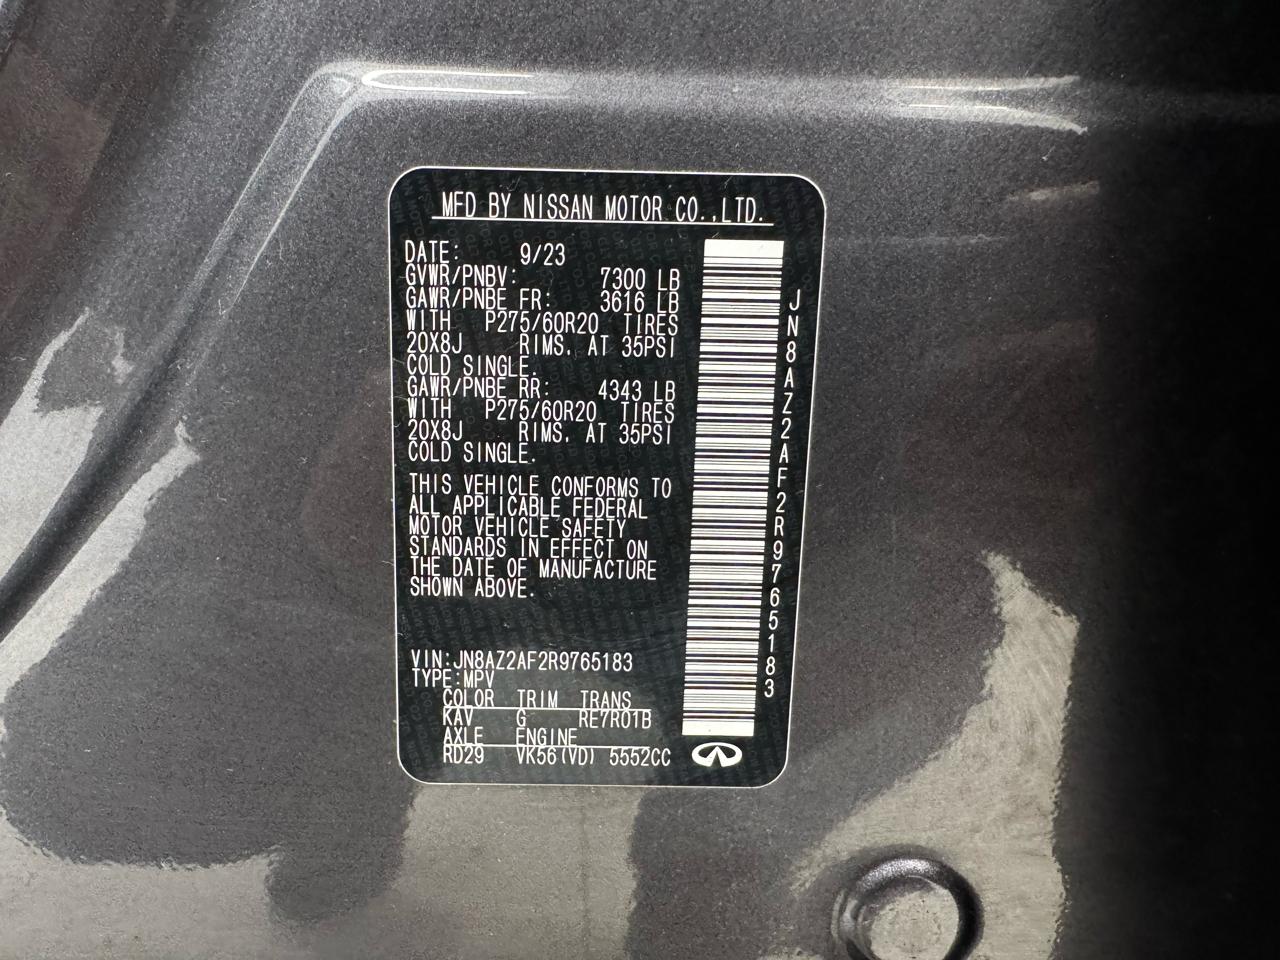 MFD BY NISSAN MOTOR CO.,LTD.
DATE: 9/23
GVWR/PNBV: 7300 LB
GAWR/PNBE FR: 3616 LB
WITH P275/60R20 TIRES
20X8J RIMS. AT 35PSI
COLD SINGLE.
GAWR/PNBE RR: 4343 LB
WITH P275/60R20 TIRES
20X8J RIMS. AT 35PSI
COLD SINGLE.
THIS VEHICLE CONFORMS TO
ALL APPLICABLE FEDERAL
MOTOR VEHICLE SAFETY
STANDARDS IN EFFECT ON
THE DATE OF MANUFACTURE
SHOWN ABOVE.
VIN:JN8AZ2AF2R9765183
TYPE:MPV
COLOR TRIM TRANS
KAV G RE7R01B
AXLE ENGINE
RD29 VK56(VD) 5552CC
JN8AZ2AF2R9765183